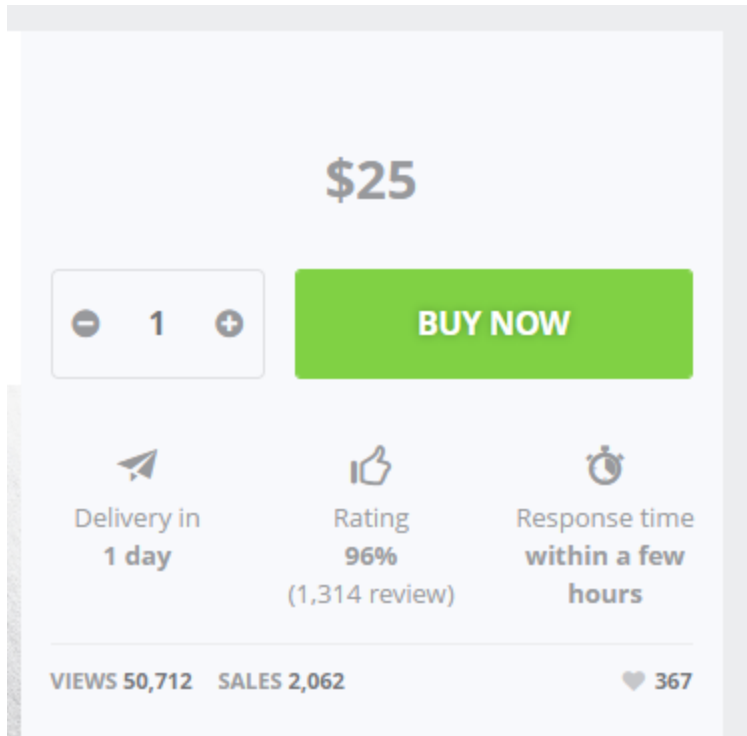 $25
1
BUY NOW
Delivery in
1 day
Rating
96%
(1,314 review)
Response time
within a few
hours
VIEWS 50,712 SALES 2,062 367